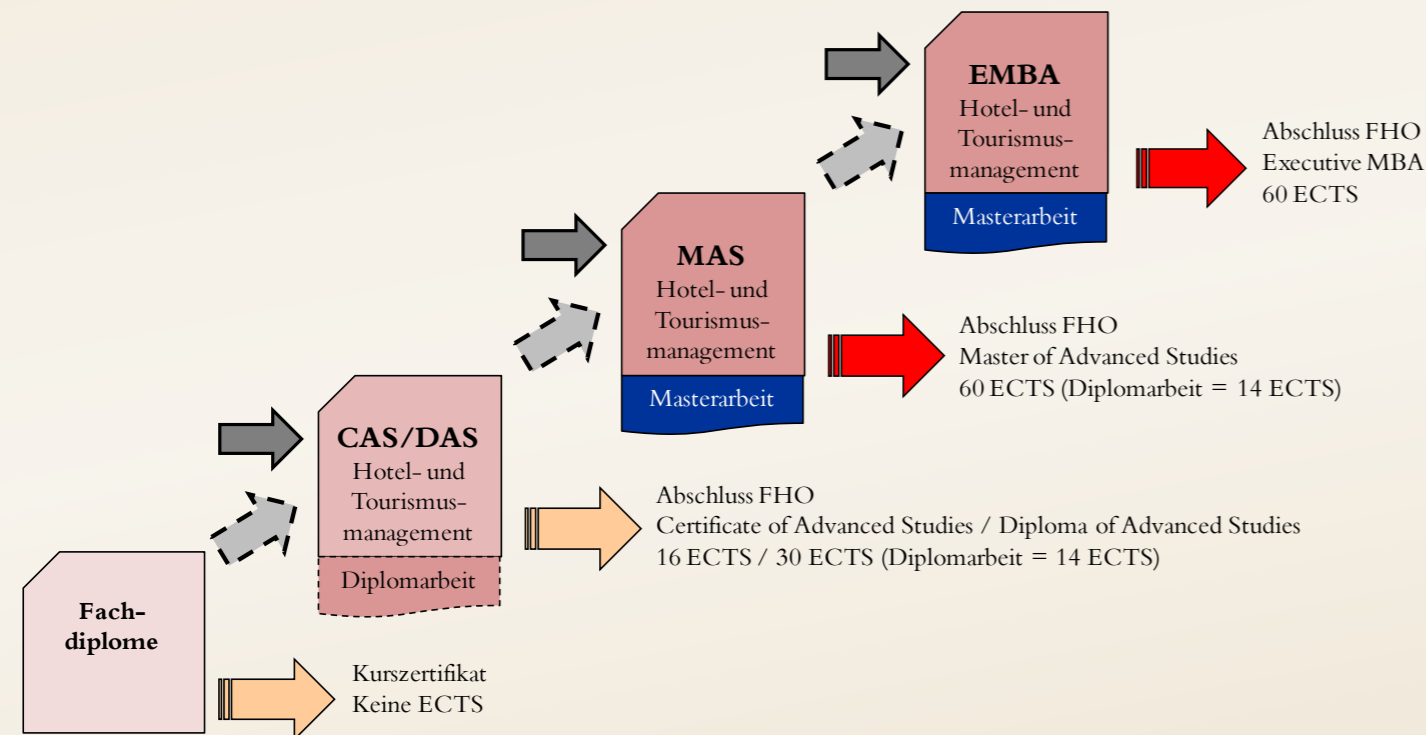 EMBA
Hotel- und
Tourismus-
management
Masterarbeit
Abschluss FHO
Executive MBA
60 ECTS
MAS
Hotel- und
Tourismus-
management
Masterarbeit
Abschluss FHO
Master of Advanced Studies
60 ECTS (Diplomarbeit = 14 ECTS)
CAS/DAS
Hotel- und
Tourismus-
management
Diplomarbeit
Abschluss FHO
Certificate of Advanced Studies / Diploma of Advanced Studies
16 ECTS / 30 ECTS (Diplomarbeit = 14 ECTS)
Fach-
diplome
Kurszertifikat
Keine ECTS